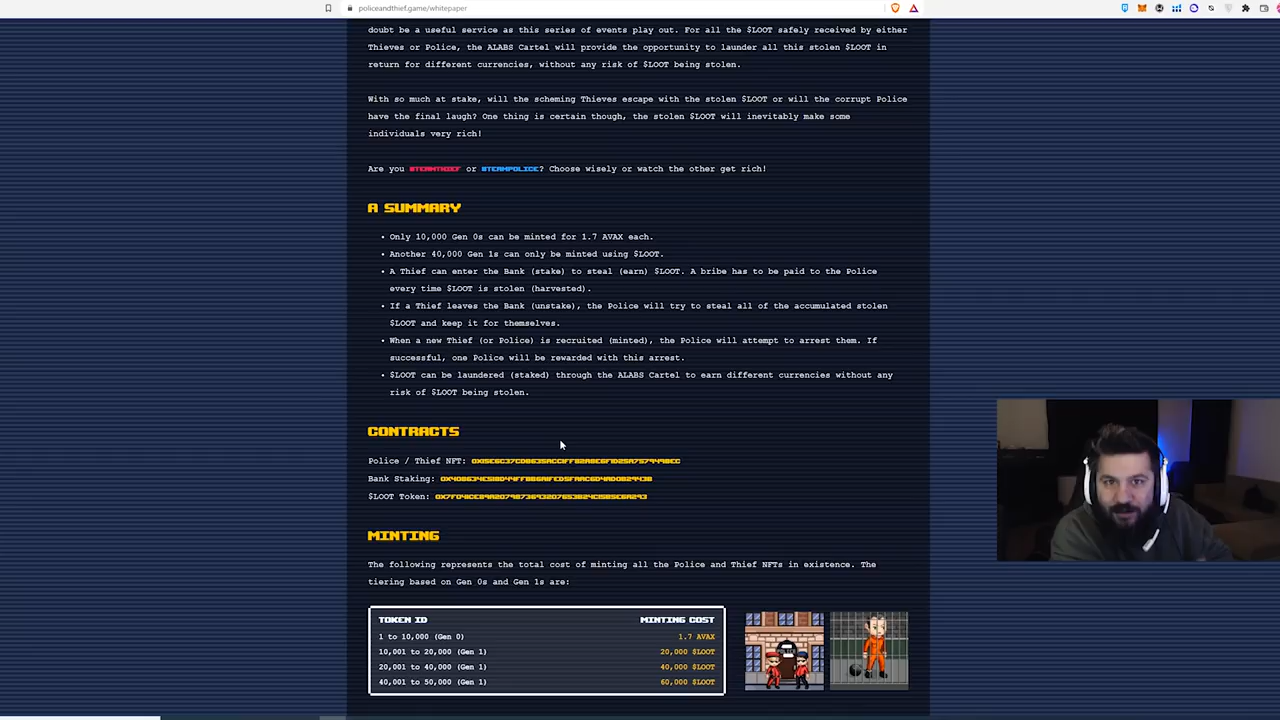 policeandthief.game/whitepaper
doubt be a useful service as this series of events play out. For all the $LOOT safely received by either
Thieves or Police, the ALABS Cartel will provide the opportunity to launder all this stolen $LOOT in
return for different currencies, without any risk of $LOOT being stolen.
With so much at stake, will the scheming Thieves escape with the stolen $LOOT or will the corrupt Police
have the final laugh? One thing is certain though, the stolen $LOOT will inevitably make some
individuals very rich!
Are you #TEAMTHIEF or #TEAMPOLICE? Choose wisely or watch the other get rich!
A SUMMARY
• Only 10,000 Gen 0s can be minted for 1.7 AVAX each.
• Another 40,000 Gen 1s can only be minted using $LOOT.
• A Thief can enter the Bank (stake) to steal (earn) $LOOT. A bribe has to be paid to the Police
every time $LOOT is stolen (harvested).
• If a Thief leaves the Bank (unstake), the Police will try to steal all of the accumulated stolen
$LOOT and keep it for themselves.
• When a new Thief (or Police) is recruited (minted), the Police will attempt to arrest them. If
successful, one Police will be rewarded with this arrest.
• $LOOT can be laundered (staked) through the ALABS Cartel to earn different currencies without any
risk of $LOOT being stolen.
CONTRACTS
Police / Thief NFT:
Bank Staking:
$LOOT Token:
MINTING
The following represents the total cost of minting all the Police and Thief NFTs in existence. The
tiering based on Gen 0s and Gen 1s are:
TOKEN ID MINTING COST
1 to 10,000 (Gen 0) 1.7 AVAX
10,001 to 20,000 (Gen 1) 20,000 $LOOT
20,001 to 40,000 (Gen 1) 40,000 $LOOT
40,001 to 50,000 (Gen 1) 60,000 $LOOT